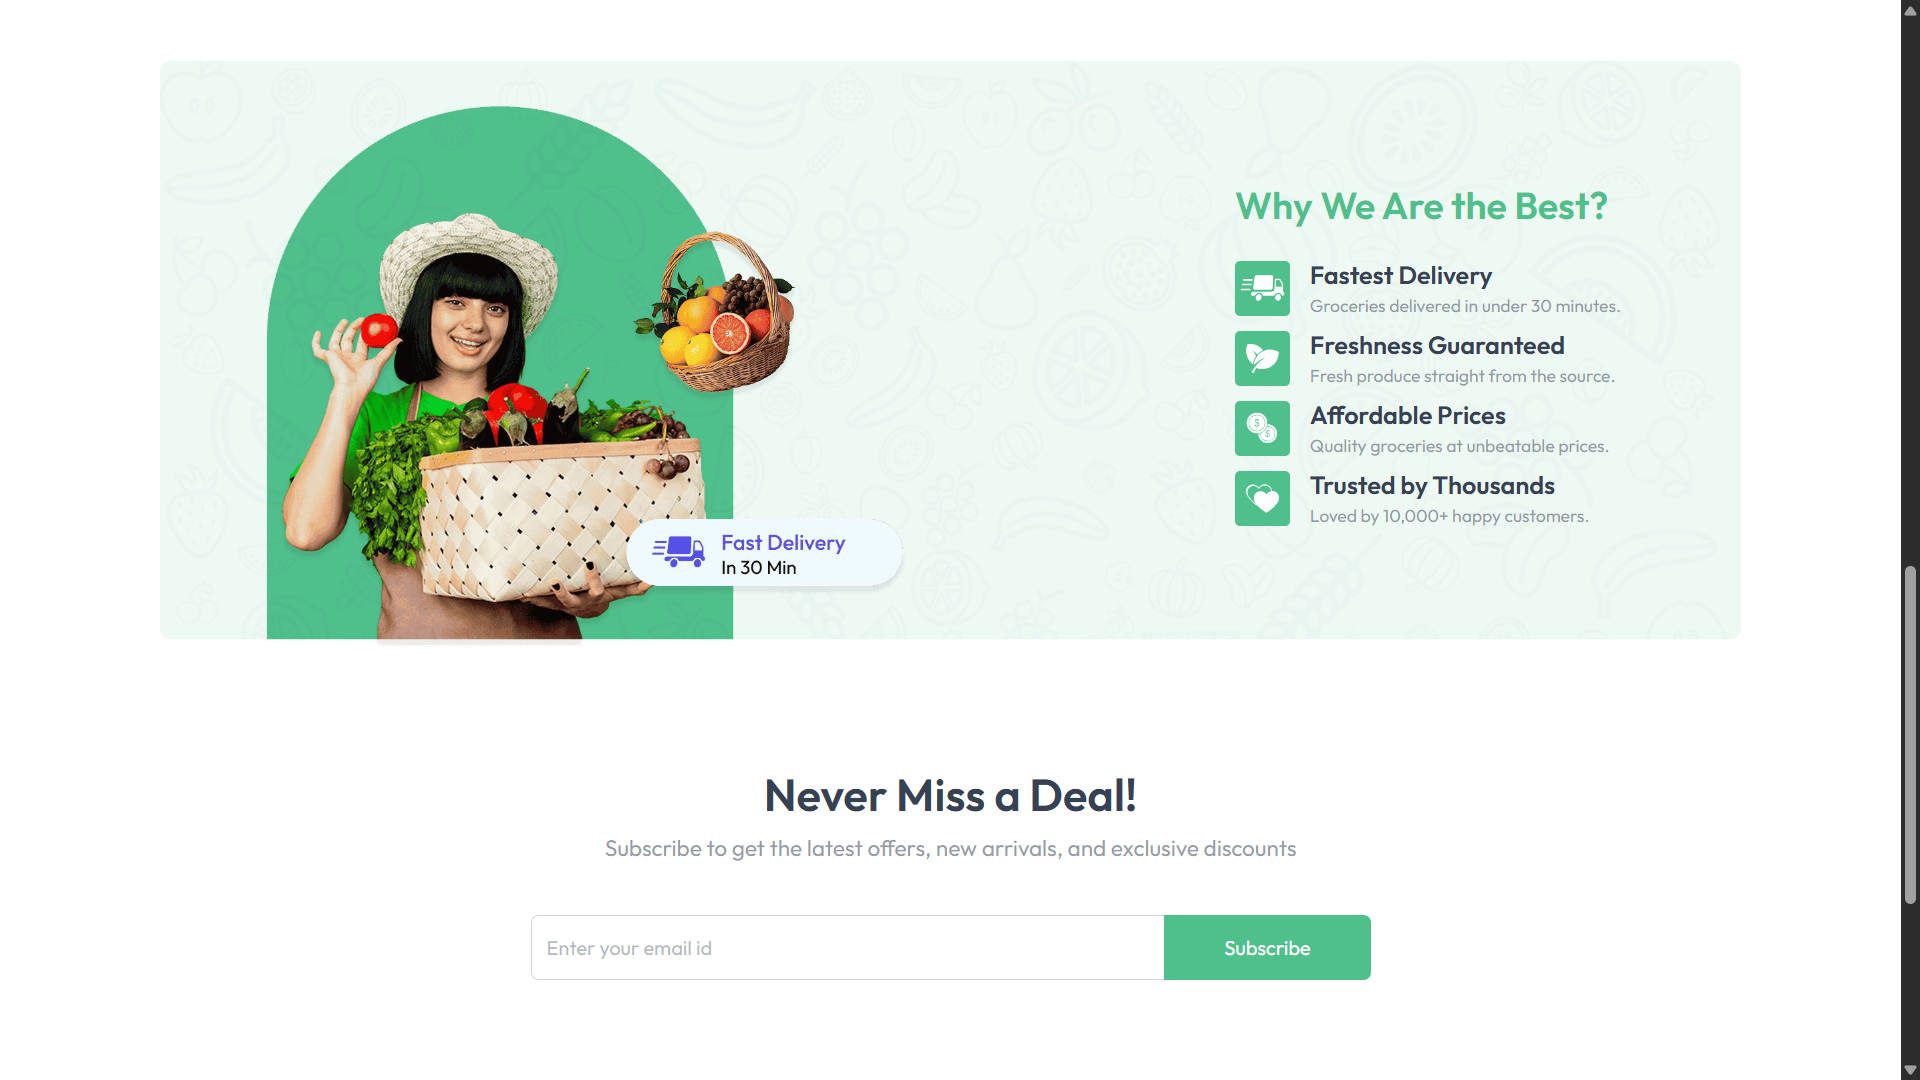 Why We Are the Best?
Fastest Delivery
Groceries delivered in under 30 minutes.
Freshness Guaranteed
Fresh produce straight from the source.
Affordable Prices
Quality groceries at unbeatable prices.
Trusted by Thousands
Loved by 10,000+ happy customers.
Fast Delivery
In 30 Min
Never Miss a Deal!
Subscribe to get the latest offers, new arrivals, and exclusive discounts
Enter your email id
Subscribe